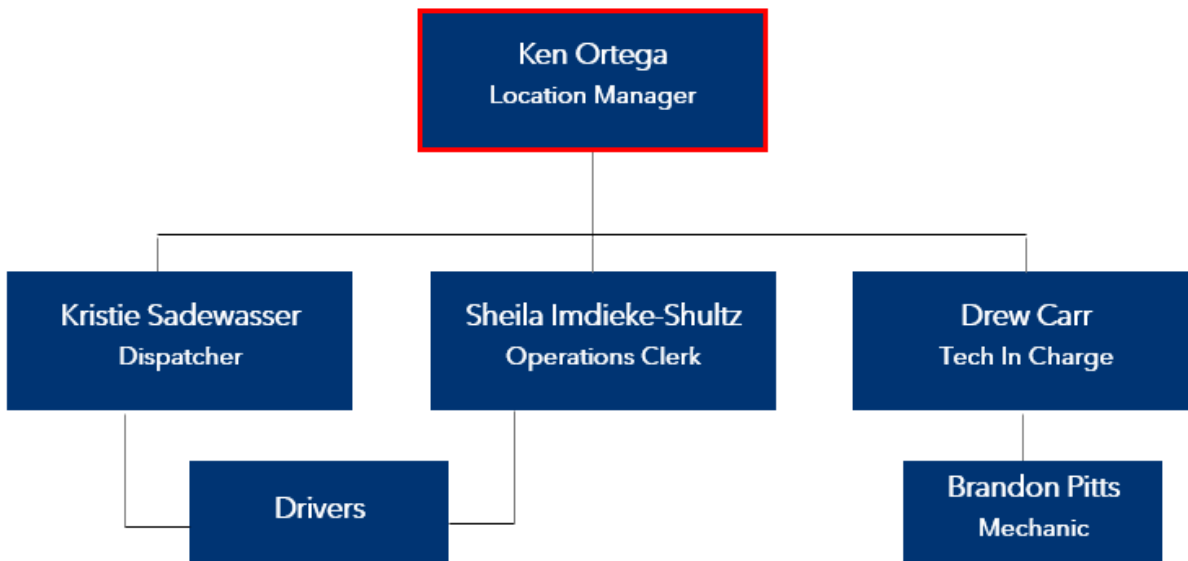 Ken Ortega
Location Manager
Kristie Sadewasser
Dispatcher
Sheila Imdieke-Shultz
Operations Clerk
Drew Carr
Tech In Charge
Drivers
Brandon Pitts
Mechanic